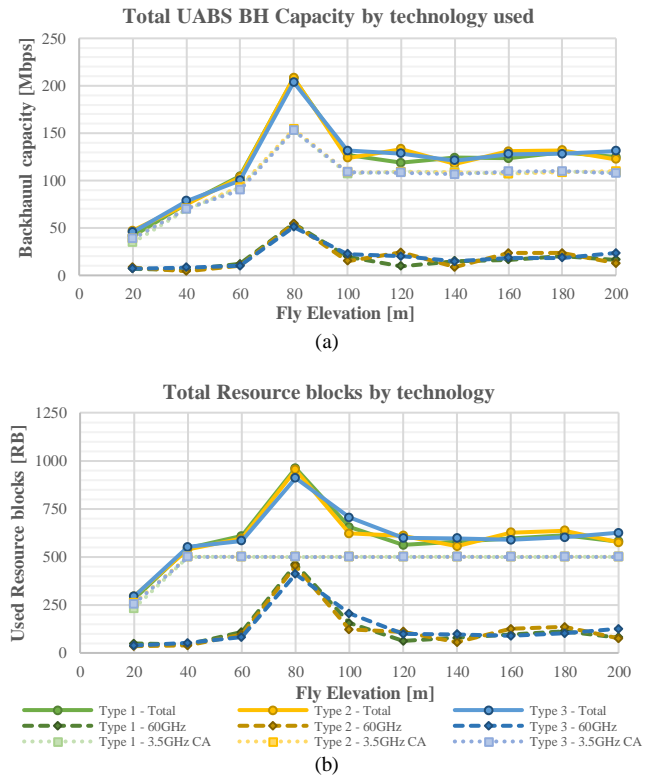 Total UABS BH Capacity by technology used
Backhaul capacity [Mbps]
250
200
150
100
50
0
0 20 40 60 80 100 120 140 160 180 200
Fly Elevation [m]
(a)
Total Resource blocks by technology
Used Resource blocks [RB]
1250
1000
750
500
250
0
0 20 40 60 80 100 120 140 160 180 200
Fly Elevation [m]
Type 1 - Total Type 2 - Total Type 3 - Total
Type 1 - 60GHz Type 2 - 60GHz Type 3 - 60GHz
Type 1 - 3.5GHz CA Type 2 - 3.5GHz CA Type 3 - 3.5GHz CA
(b)